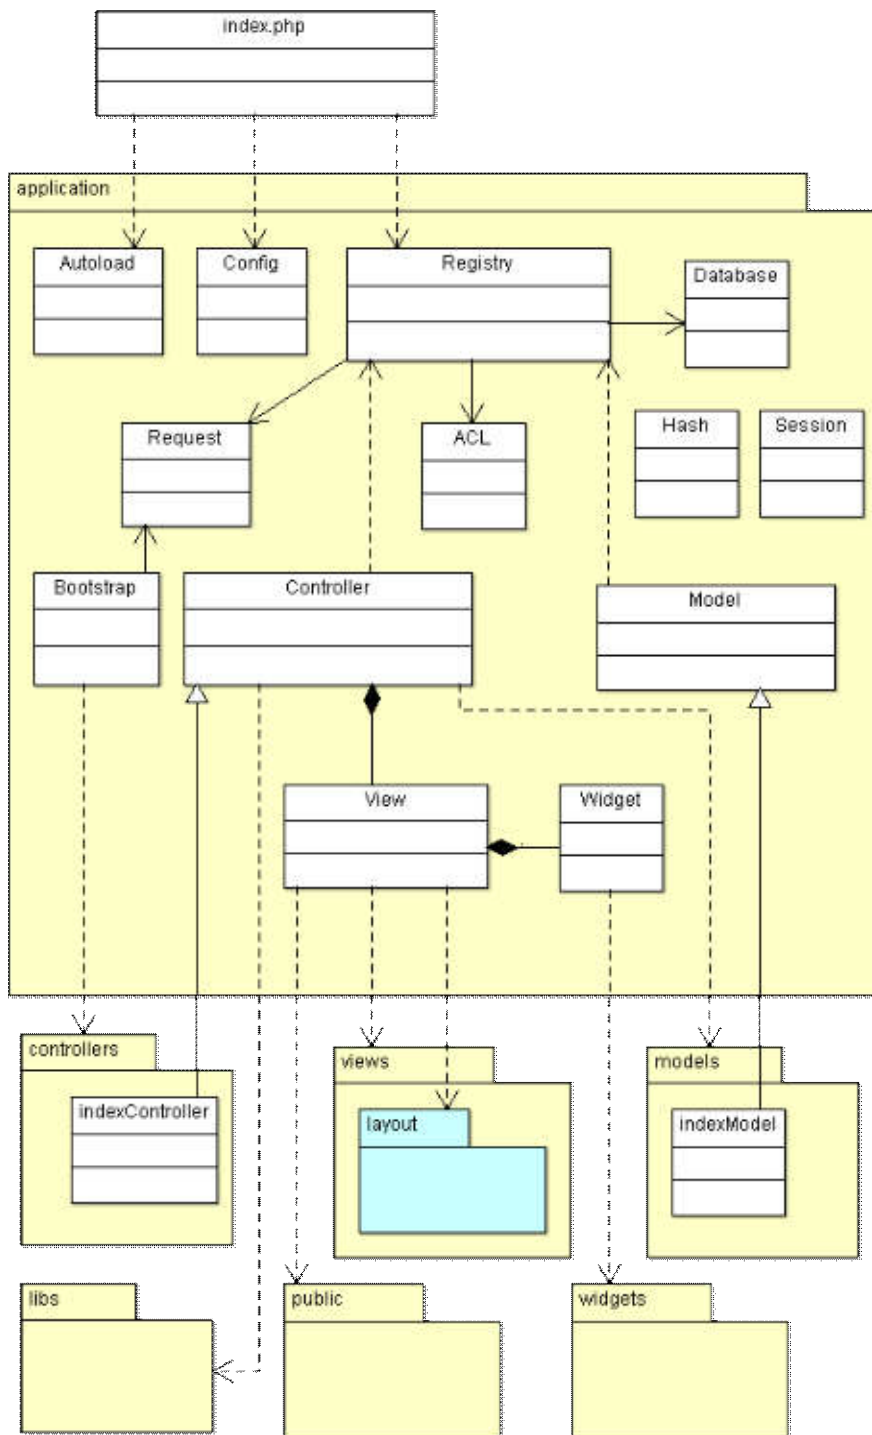 index.php
application
Autoload
Config
Registry
Database
Request
ACL
Hash
Session
Bootstrap
Controller
Model
View
Widget
controllers
indexController
views
layout
models
indexModel
libs
public
widgets